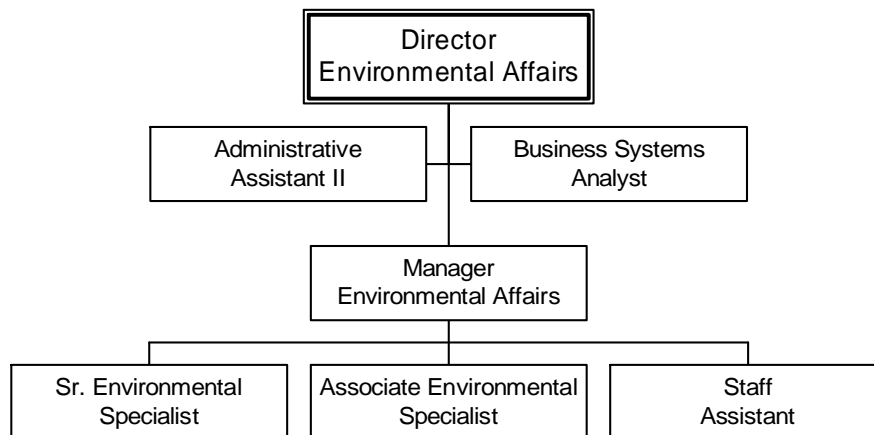 Director
Environmental Affairs
Administrative
Assistant II
Business Systems
Analyst
Manager
Environmental Affairs
Sr. Environmental
Specialist
Associate Environmental
Specialist
Staff
Assistant